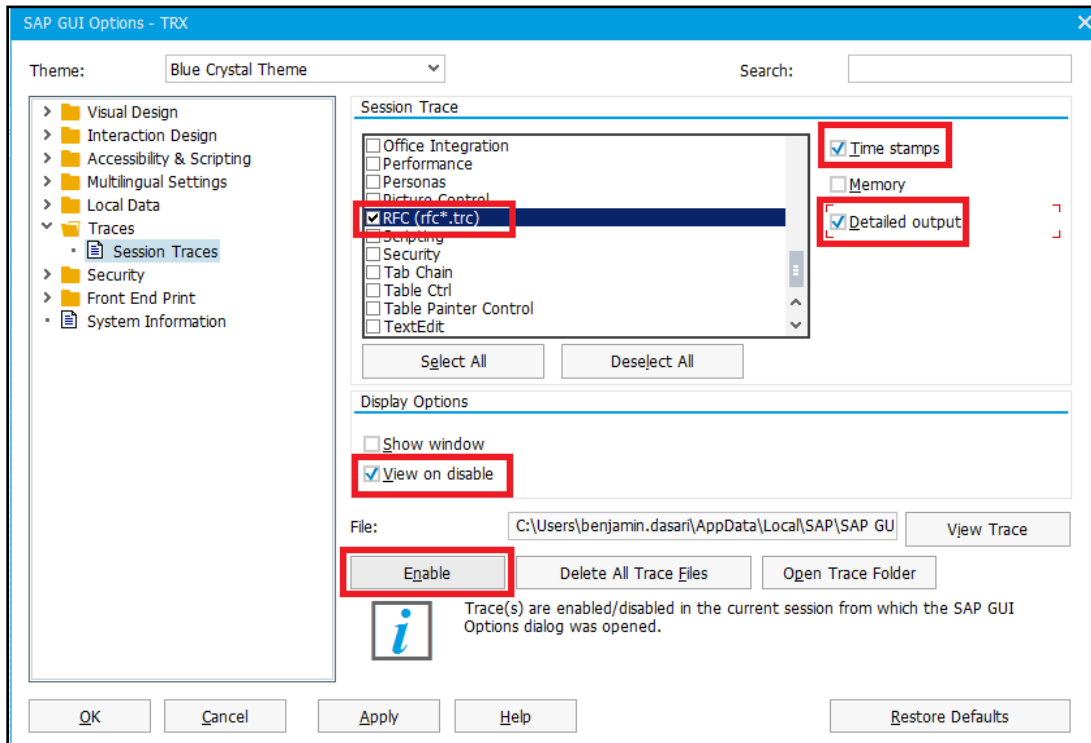 SAP GUI Options - TRX
Theme:
Blue Crystal Theme
Search:
Visual Design
Interaction Design
Accessibility & Scripting
Multilingual Settings
Local Data
Traces
Session Traces
Security
Front End Print
System Information
Session Trace
Office Integration
Performance
Personas
Picture Control
RFC (rfc*.trc)
Scripting
Security
Tab Chain
Table Ctrl
Table Painter Control
TextEdit
Time stamps
Memory
Detailed output
Select All
Deselect All
Display Options
Show window
View on disable
File:
C:\Users\benjamin.dasari\AppData\Local\SAP\SAP GU
View Trace
Enable
Delete All Trace Files
Open Trace Folder
Trace(s) are enabled/disabled in the current session from which the SAP GUI
Options dialog was opened.
OK
Cancel
Apply
Help
Restore Defaults